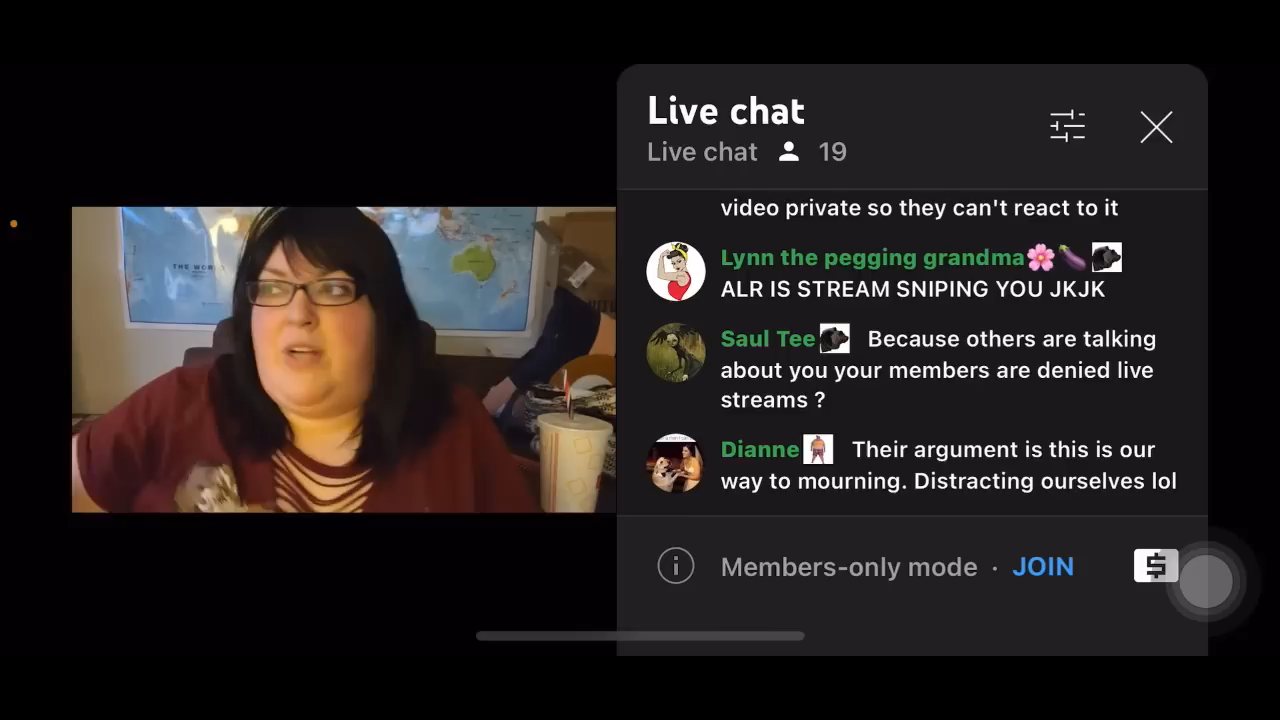 THE WOR
Live chat
Live chat 19
video private so they can't react to it
Lynn the pegging grandma
ALR IS STREAM SNIPING YOU JKJK
Saul Tee Because others are talking
about you your members are denied live
streams ?
Dianne Their argument is this is our
way to mourning. Distracting ourselves lol
Members-only mode · JOIN
$